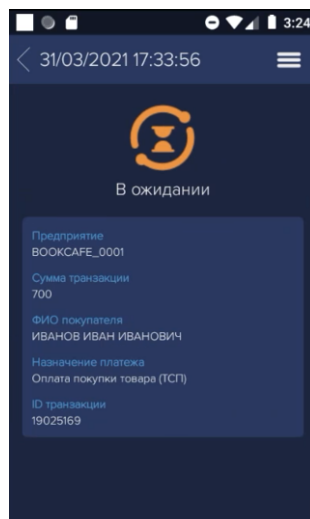 3:24
31/03/2021 17:33:56
В ожидании
Предприятие
BOOKCAFE_0001
Сумма транзакции
700
ФИО покупателя
ИВАНОВ ИВАН ИВАНОВИЧ
Назначение платежа
Оплата покупки товара (ТСП)
ID транзакции
19025169